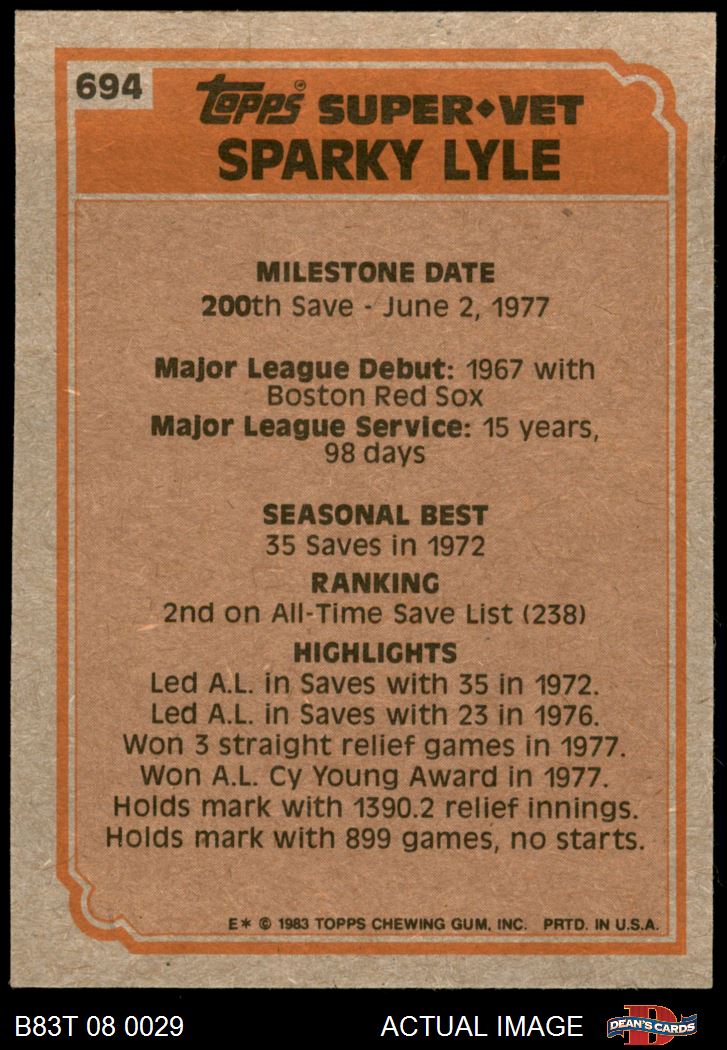 694
Topps SUPER◆VET
SPARKY LYLE
MILESTONE DATE
200th Save - June 2, 1977
Major League Debut: 1967 with
Boston Red Sox
Major League Service: 15 years,
98 days
SEASONAL BEST
35 Saves in 1972
RANKING
2nd on All-Time Save List (238)
HIGHLIGHTS
Led A.L. in Saves with 35 in 1972.
Led A.L. in Saves with 23 in 1976.
Won 3 straight relief games in 1977.
Won A.L. Cy Young Award in 1977.
Holds mark with 1390.2 relief innings.
Holds mark with 899 games, no starts.
E* © 1983 TOPPS CHEWING GUM, INC. PRTD. IN U.S.A.
B83T 08 0029 ACTUAL IMAGE DEAN'S CARDS